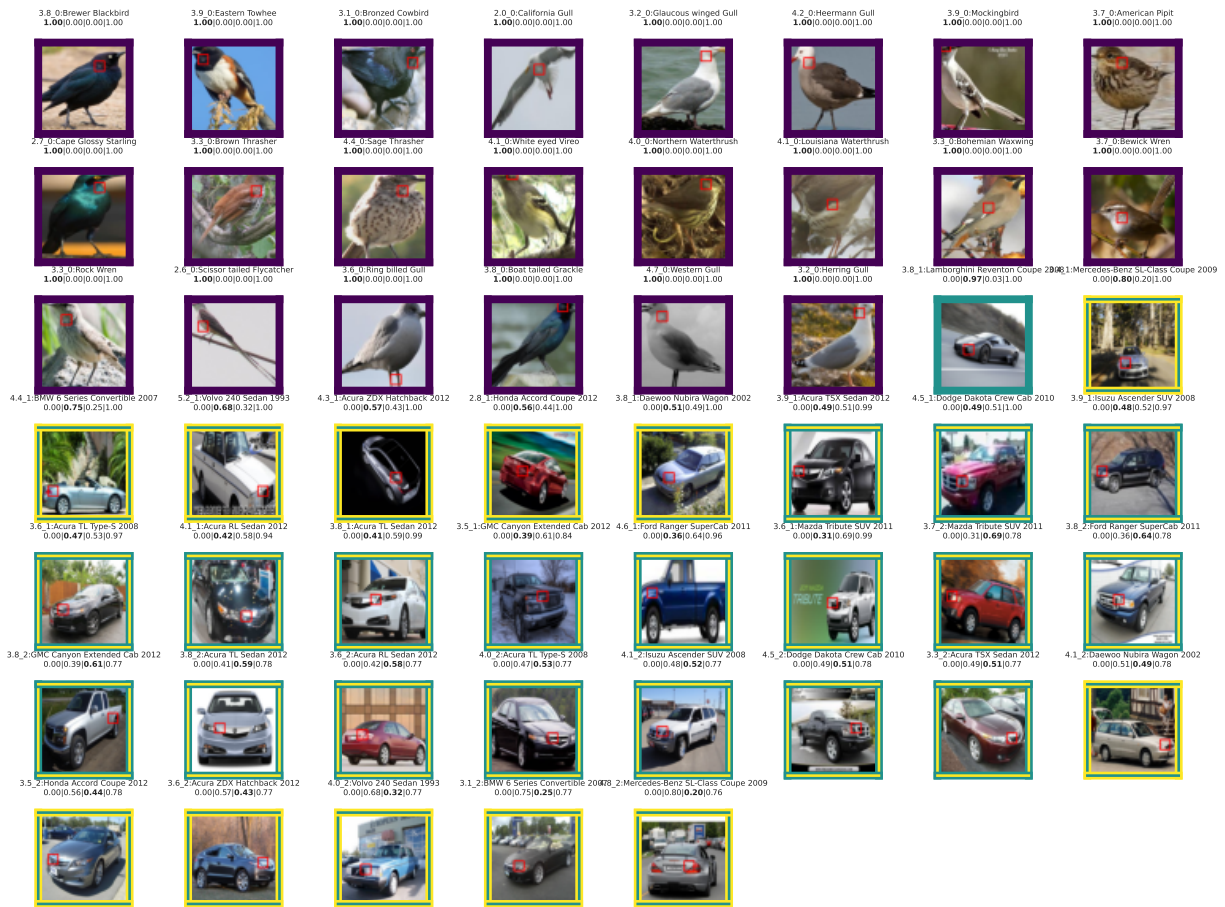 3.8_0:Brewer Blackbird
1.00|0.00|0.00|1.00
3.9_0:Eastern Towhee
1.00|0.00|0.00|1.00
3.1_0:Bronzed Cowbird
1.00|0.00|0.00|1.00
2.0_0:California Gull
1.00|0.00|0.00|1.00
3.2_0:Glaucous winged Gull
1.00|0.00|0.00|1.00
4.2_0:Heermann Gull
1.00|0.00|0.00|1.00
3.9_0:Mockingbird
1.00|0.00|0.00|1.00
3.7_0:American Pipit
1.00|0.00|0.00|1.00
2.7_0:Cape Glossy Starling
1.00|0.00|0.00|1.00
3.3_0:Brown Thrasher
1.00|0.00|0.00|1.00
4.4_0:Sage Thrasher
1.00|0.00|0.00|1.00
4.1_0:White eyed Vireo
1.00|0.00|0.00|1.00
4.0_0:Northern Waterthrush
1.00|0.00|0.00|1.00
4.1_0:Louisiana Waterthrush
1.00|0.00|0.00|1.00
3.3_0:Bohemian Waxwing
1.00|0.00|0.00|1.00
3.7_0:Bewick Wren
1.00|0.00|0.00|1.00
3.3_0:Rock Wren
1.00|0.00|0.00|1.00
2.6_0:Scissor tailed Flycatcher
1.00|0.00|0.00|1.00
3.6_0:Ring billed Gull
1.00|0.00|0.00|1.00
3.8_0:Boat tailed Grackle
1.00|0.00|0.00|1.00
4.7_0:Western Gull
1.00|0.00|0.00|1.00
3.2_0:Herring Gull
1.00|0.00|0.00|1.00
3.8_1:Lamborghini Reventon Coupe
0.00|0.97|0.03|1.00
Mercedes-Benz SL-Class Coupe 2009
0.00|0.80|0.20|1.00
4.4_1:BMW 6 Series Convertible 2007
0.00|0.75|0.25|1.00
5.2_1:Volvo 240 Sedan 1993
0.00|0.68|0.32|1.00
4.3_1:Acura ZDX Hatchback 2012
0.00|0.57|0.43|1.00
2.8_1:Honda Accord Coupe 2012
0.00|0.56|0.44|1.00
3.8_1:Daewoo Nubira Wagon 2002
0.00|0.51|0.49|1.00
3.9_1:Acura TSX Sedan 2012
0.00|0.49|0.51|0.99
4.5_1:Dodge Dakota Crew Cab 2010
0.00|0.49|0.51|1.00
3.9_1:Isuzu Ascender SUV 2008
0.00|0.48|0.52|0.97
3.6_1:Acura TL Type-S 2008
0.00|0.47|0.53|0.97
4.1_1:Acura RL Sedan 2012
0.00|0.42|0.58|0.94
3.8_1:Acura TL Sedan 2012
0.00|0.41|0.59|0.99
3.5_1:GMC Canyon Extended Cab 2012
0.00|0.39|0.61|0.84
4.6_1:Ford Ranger SuperCab 2011
0.00|0.36|0.64|0.96
3.6_1:Mazda Tribute SUV 2011
0.00|0.31|0.69|0.99
3.7_2:Mazda Tribute SUV 2011
0.00|0.31|0.69|0.78
3.8_2:Ford Ranger SuperCab 2011
0.00|0.36|0.64|0.78
TRIBUTE
3.8_2:GMC Canyon Extended Cab 2012
0.00|0.39|0.61|0.77
3.8_2:Acura TL Sedan 2012
0.00|0.41|0.59|0.78
3.6_2:Acura RL Sedan 2012
0.00|0.42|0.58|0.77
4.0_2:Acura TL Type-S 2008
0.00|0.47|0.53|0.77
4.1_2:Isuzu Ascender SUV 2008
0.00|0.48|0.52|0.77
4.5_2:Dodge Dakota Crew Cab 2010
0.00|0.49|0.51|0.78
3.3_2:Acura TSX Sedan 2012
0.00|0.49|0.51|0.77
4.1_2:Daewoo Nubira Wagon 2002
0.00|0.51|0.49|0.78
3.5_2:Honda Accord Coupe 2012
0.00|0.56|0.44|0.78
3.6_2:Acura ZDX Hatchback 2012
0.00|0.57|0.43|0.77
4.0_2:Volvo 240 Sedan 1993
0.00|0.68|0.32|0.77
3.1_2:BMW 6 Series Convertible
0.00|0.75|0.25|0.77
Mercedes-Benz SL-Class Coupe 2009
0.00|0.80|0.20|0.76